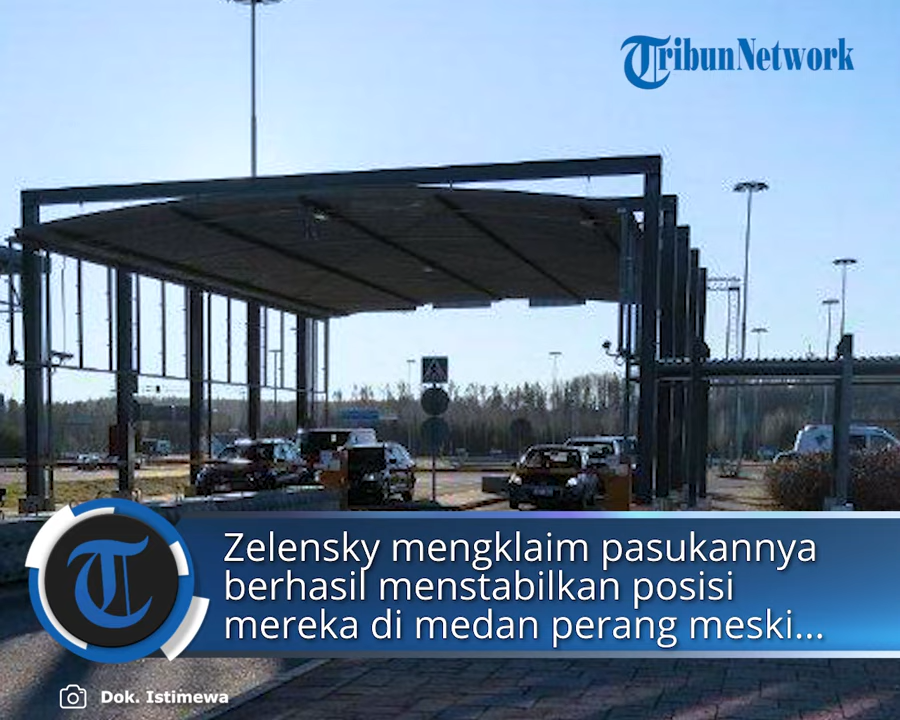 TribunNetwork
Zelensky mengklaim pasukannya
berhasil menstabilkan posisi
mereka di medan perang meski...
Dok. Istimewa